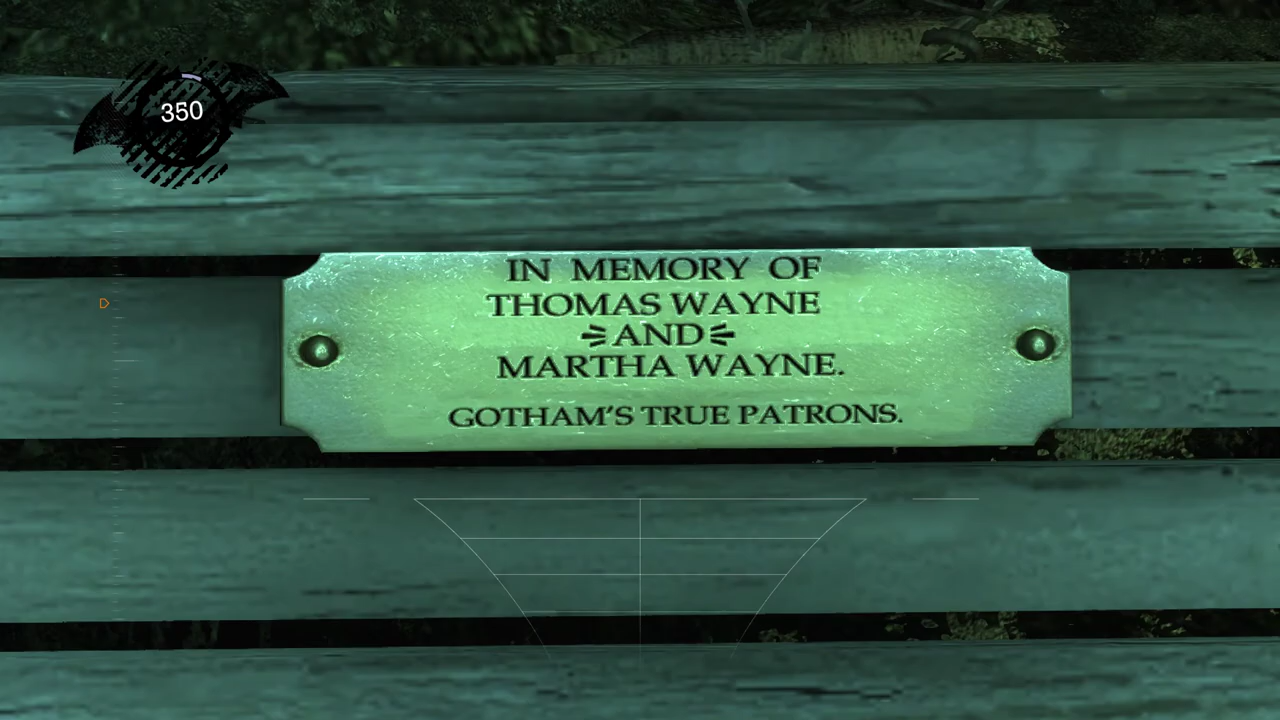 350
IN MEMORY OF
THOMAS WAYNE
AND
MARTHA WAYNE.
GOTHAM'S TRUE PATRONS.